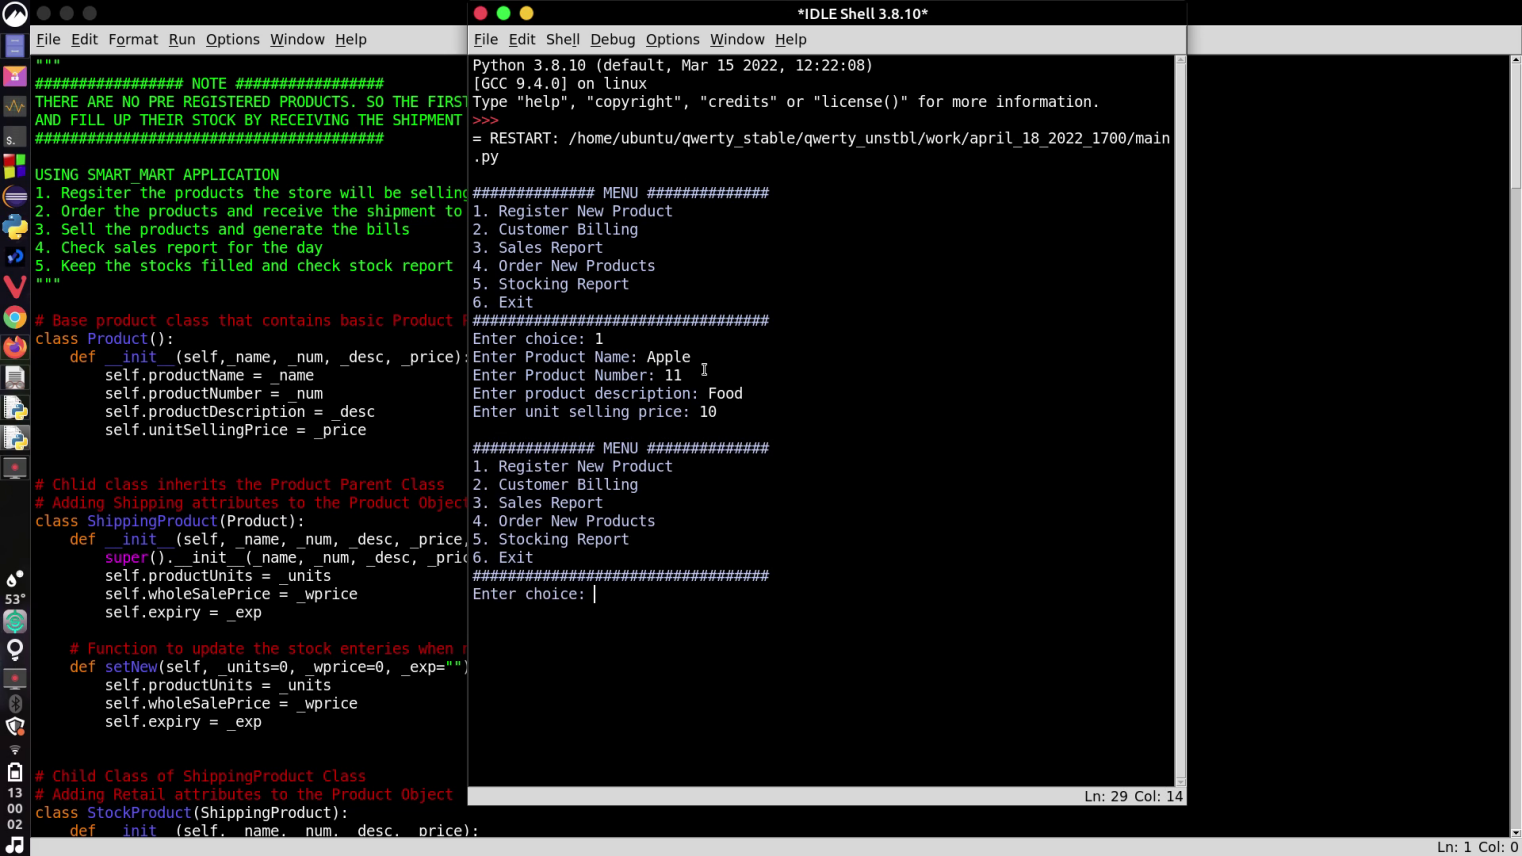 File Edit Format Run Options Window Help
"""
################# NOTE #################
THERE ARE NO PRE REGISTERED PRODUCTS. SO THE FIRST
AND FILL UP THEIR STOCK BY RECEIVING THE SHIPMENT
########################################
USING SMART_MART APPLICATION
1. Regsiter the products the store will be selling
2. Order the products and receive the shipment to
3. Sell the products and generate the bills
4. Check sales report for the day
5. Keep the stocks filled and check stock report
"""
# Base product class that contains basic Product
class Product():
def __init__(self,_name, _num, _desc, _price):
self.productName = _name
self.productNumber = _num
self.productDescription = _desc
self.unitSellingPrice = _price
# Chlid class inherits the Product Parent Class
# Adding Shipping attributes to the Product Object
class ShippingProduct(Product):
def __init__(self, _name, _num, _desc, _price,
super().__init__(_name, _num, _desc, _pric
self.productUnits = _units
self.wholeSalePrice = _wprice
self.expiry = _exp
# Function to update the stock enteries when
def setNew(self, _units=0, _wprice=0, _exp="")
self.productUnits = _units
self.wholeSalePrice = _wprice
self.expiry = _exp
# Child Class of ShippingProduct Class
# Adding Retail attributes to the Product Object
class StockProduct(ShippingProduct):
def __init__(self, _name, _num, _desc, _price):
*IDLE Shell 3.8.10*
File Edit Shell Debug Options Window Help
Python 3.8.10 (default, Mar 15 2022, 12:22:08)
[GCC 9.4.0] on linux
Type "help", "copyright", "credits" or "license()" for more information.
>>>
= RESTART: /home/ubuntu/qwerty_stable/qwerty_unstbl/work/april_18_2022_1700/main
.py
############## MENU ##############
1. Register New Product
2. Customer Billing
3. Sales Report
4. Order New Products
5. Stocking Report
6. Exit
##################################
Enter choice: 1
Enter Product Name: Apple
Enter Product Number: 11
Enter product description: Food
Enter unit selling price: 10
############## MENU ##############
1. Register New Product
2. Customer Billing
3. Sales Report
4. Order New Products
5. Stocking Report
6. Exit
##################################
Enter choice:
Ln: 29 Col: 14
Ln: 1 Col: 0
53°
13
00
02